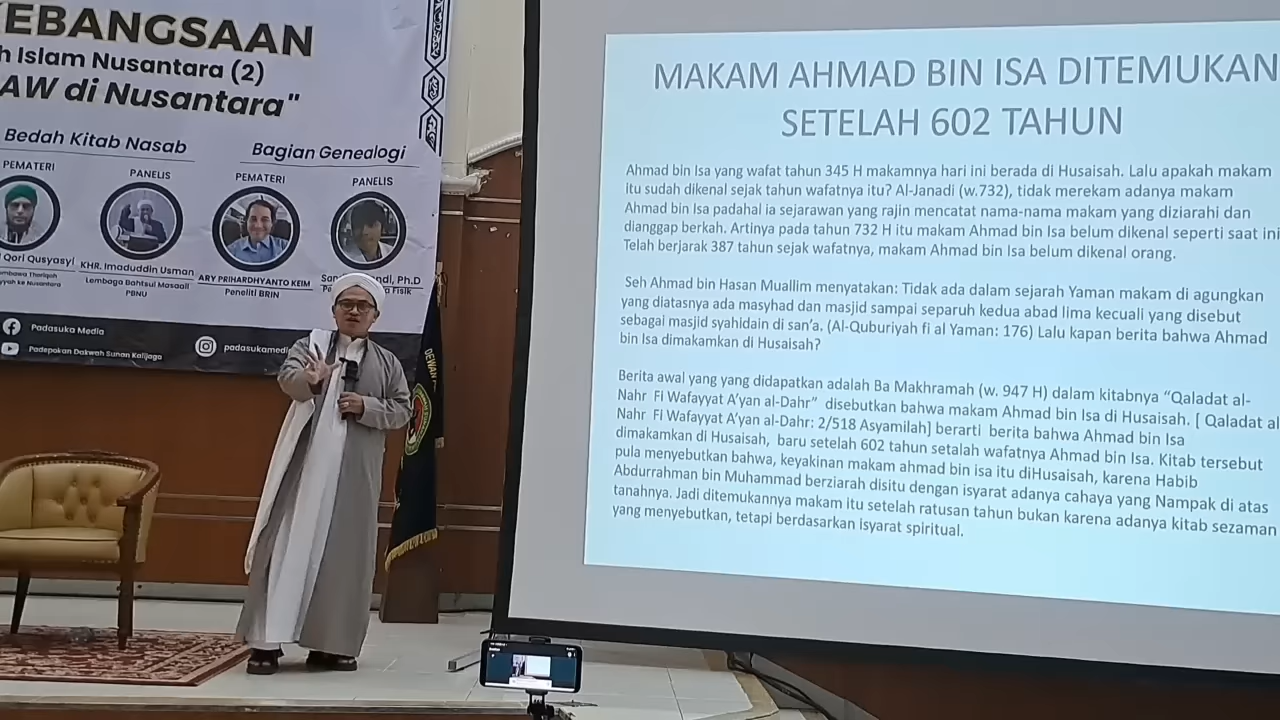 KEBANGSAAN
h Islam Nusantara (2)
AW di Nusantara"
Bedah Kitab Nasab
Bagian Genealogi
PEMATERI
PANELIS
PEMATERI
PANELIS
Qori Qusyasyi
KHR. Imaduddin Usman
Lembaga Bahtsul Masaail
PBNU
ARY PRIHARDHYANTO KEIM
Peneliti BRIN
Ph.D
Fisik
Padasuka Media
Padepokan Dakwah Sunan Kalijaga
padasukamedi
DEWAN
MAKAM AHMAD BIN ISA DITEMUKAN
SETELAH 602 TAHUN
Ahmad bin Isa yang wafat tahun 345 H makamnya hari ini berada di Husaisah. Lalu apakah makam
itu sudah dikenal sejak tahun wafatnya itu? Al-Janadi (w.732), tidak merekam adanya makam
Ahmad bin Isa padahal ia sejarawan yang rajin mencatat nama-nama makam yang diziarahi dan
dianggap berkah. Artinya pada tahun 732 H itu makam Ahmad bin Isa belum dikenal seperti saat ini
Telah berjarak 387 tahun sejak wafatnya, makam Ahmad bin Isa belum dikenal orang.
Seh Ahmad bin Hasan Muallim menyatakan: Tidak ada dalam sejarah Yaman makam di agungkan
yang diatasnya ada masyhad dan masjid sampai separuh kedua abad lima kecuali yang disebut
sebagai masjid syahidain di san'a. (Al-Quburiyah fi al Yaman: 176) Lalu kapan berita bahwa Ahmad
bin Isa dimakamkan di Husaisah?
Berita awal yang yang didapatkan adalah Ba Makhramah (w. 947 H) dalam kitabnya "Qaladat al-
Nahr Fi Wafayyat A'yan al-Dahr" disebutkan bahwa makam Ahmad bin Isa di Husaisah. [ Qaladat al
Nahr Fi Wafayyat A'yan al-Dahr: 2/518 Asyamilah] berarti berita bahwa Ahmad bin Isa
dimakamkan di Husaisah, baru setelah 602 tahun setalah wafatnya Ahmad bin Isa. Kitab tersebut
pula menyebutkan bahwa, keyakinan makam ahmad bin isa itu diHusaisah, karena Habib
Abdurrahman bin Muhammad berziarah disitu dengan isyarat adanya cahaya yang Nampak di atas
tanahnya. Jadi ditemukannya makam itu setelah ratusan tahun bukan karena adanya kitab sezaman
yang menyebutkan, tetapi berdasarkan isyarat spiritual.